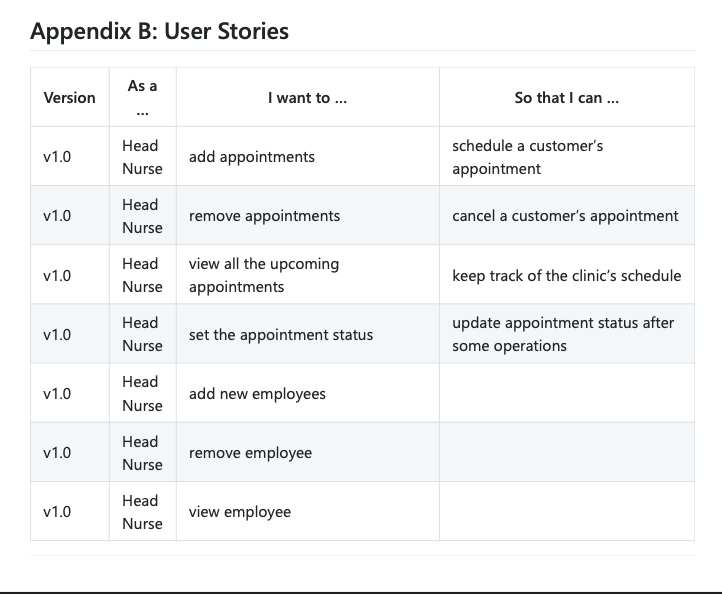 Appendix B: User Stories
Version
As a
...
I want to ...
So that I can ...
v1.0
Head
Nurse
add appointments
schedule a customer’s
appointment
v1.0
Head
Nurse
remove appointments
cancel a customer’s appointment
v1.0
Head
Nurse
view all the upcoming
appointments
keep track of the clinic’s schedule
v1.0
Head
Nurse
set the appointment status
update appointment status after
some operations
v1.0
Head
Nurse
add new employees
v1.0
Head
Nurse
remove employee
v1.0
Head
Nurse
view employee